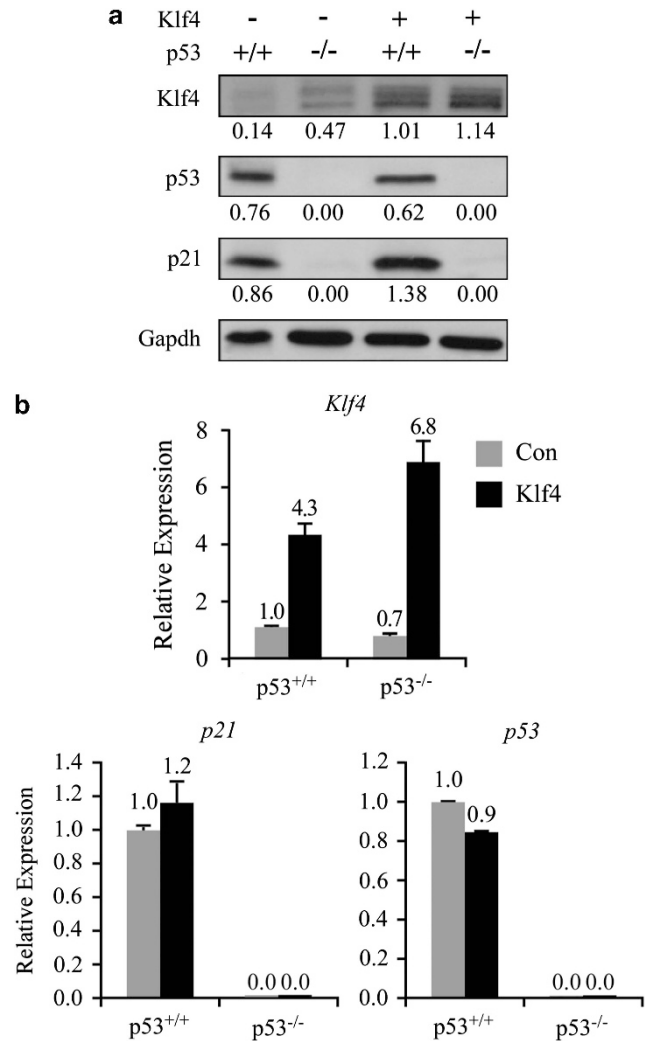 a
Klf4 - - + +
p53 +/+ -/- +/+ -/-
Klf4
0.14 0.47 1.01 1.14
p53
0.76 0.00 0.62 0.00
p21
0.86 0.00 1.38 0.00
Gapdh
b
Klf4
Relative Expression
8
6
4
2
0
1.0 4.3 0.7 6.8
p53+/+ p53-/-
Con
Klf4
p21
Relative Expression
1.4
1.2
1.0
0.8
0.6
0.4
0.2
0.0
1.0 1.2 0.0 0.0
p53+/+ p53-/-
p53
1.2
1.0
0.8
0.6
0.4
0.2
0.0
1.0 0.9 0.0 0.0
p53+/+ p53-/-